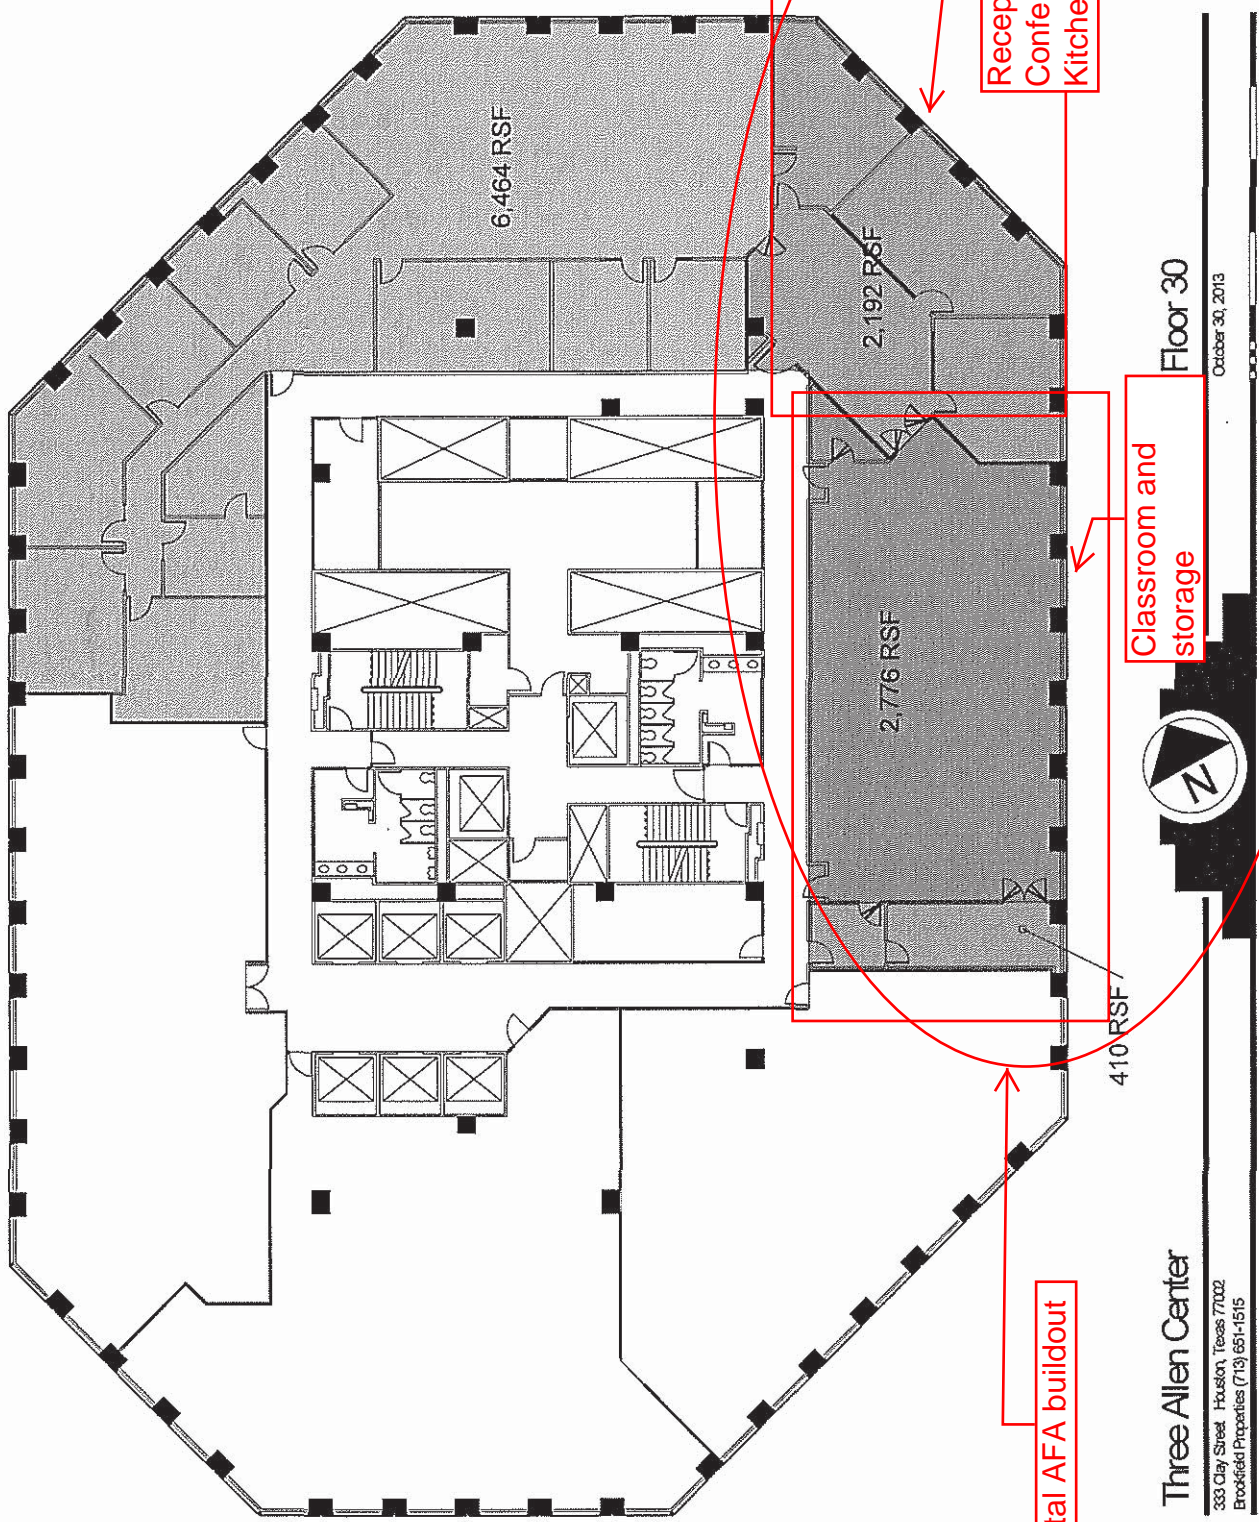 6,464 RSF
2,192 RSF
2,776 RSF
410 RSF
Recep
Confe
Kitche
Classroom and
storage
tal AFA buildout
N
Floor 30
October 30, 2013
Three Allen Center
333 Clay Street Houston, Texas 77002
Brookfield Properties (713) 651-1515